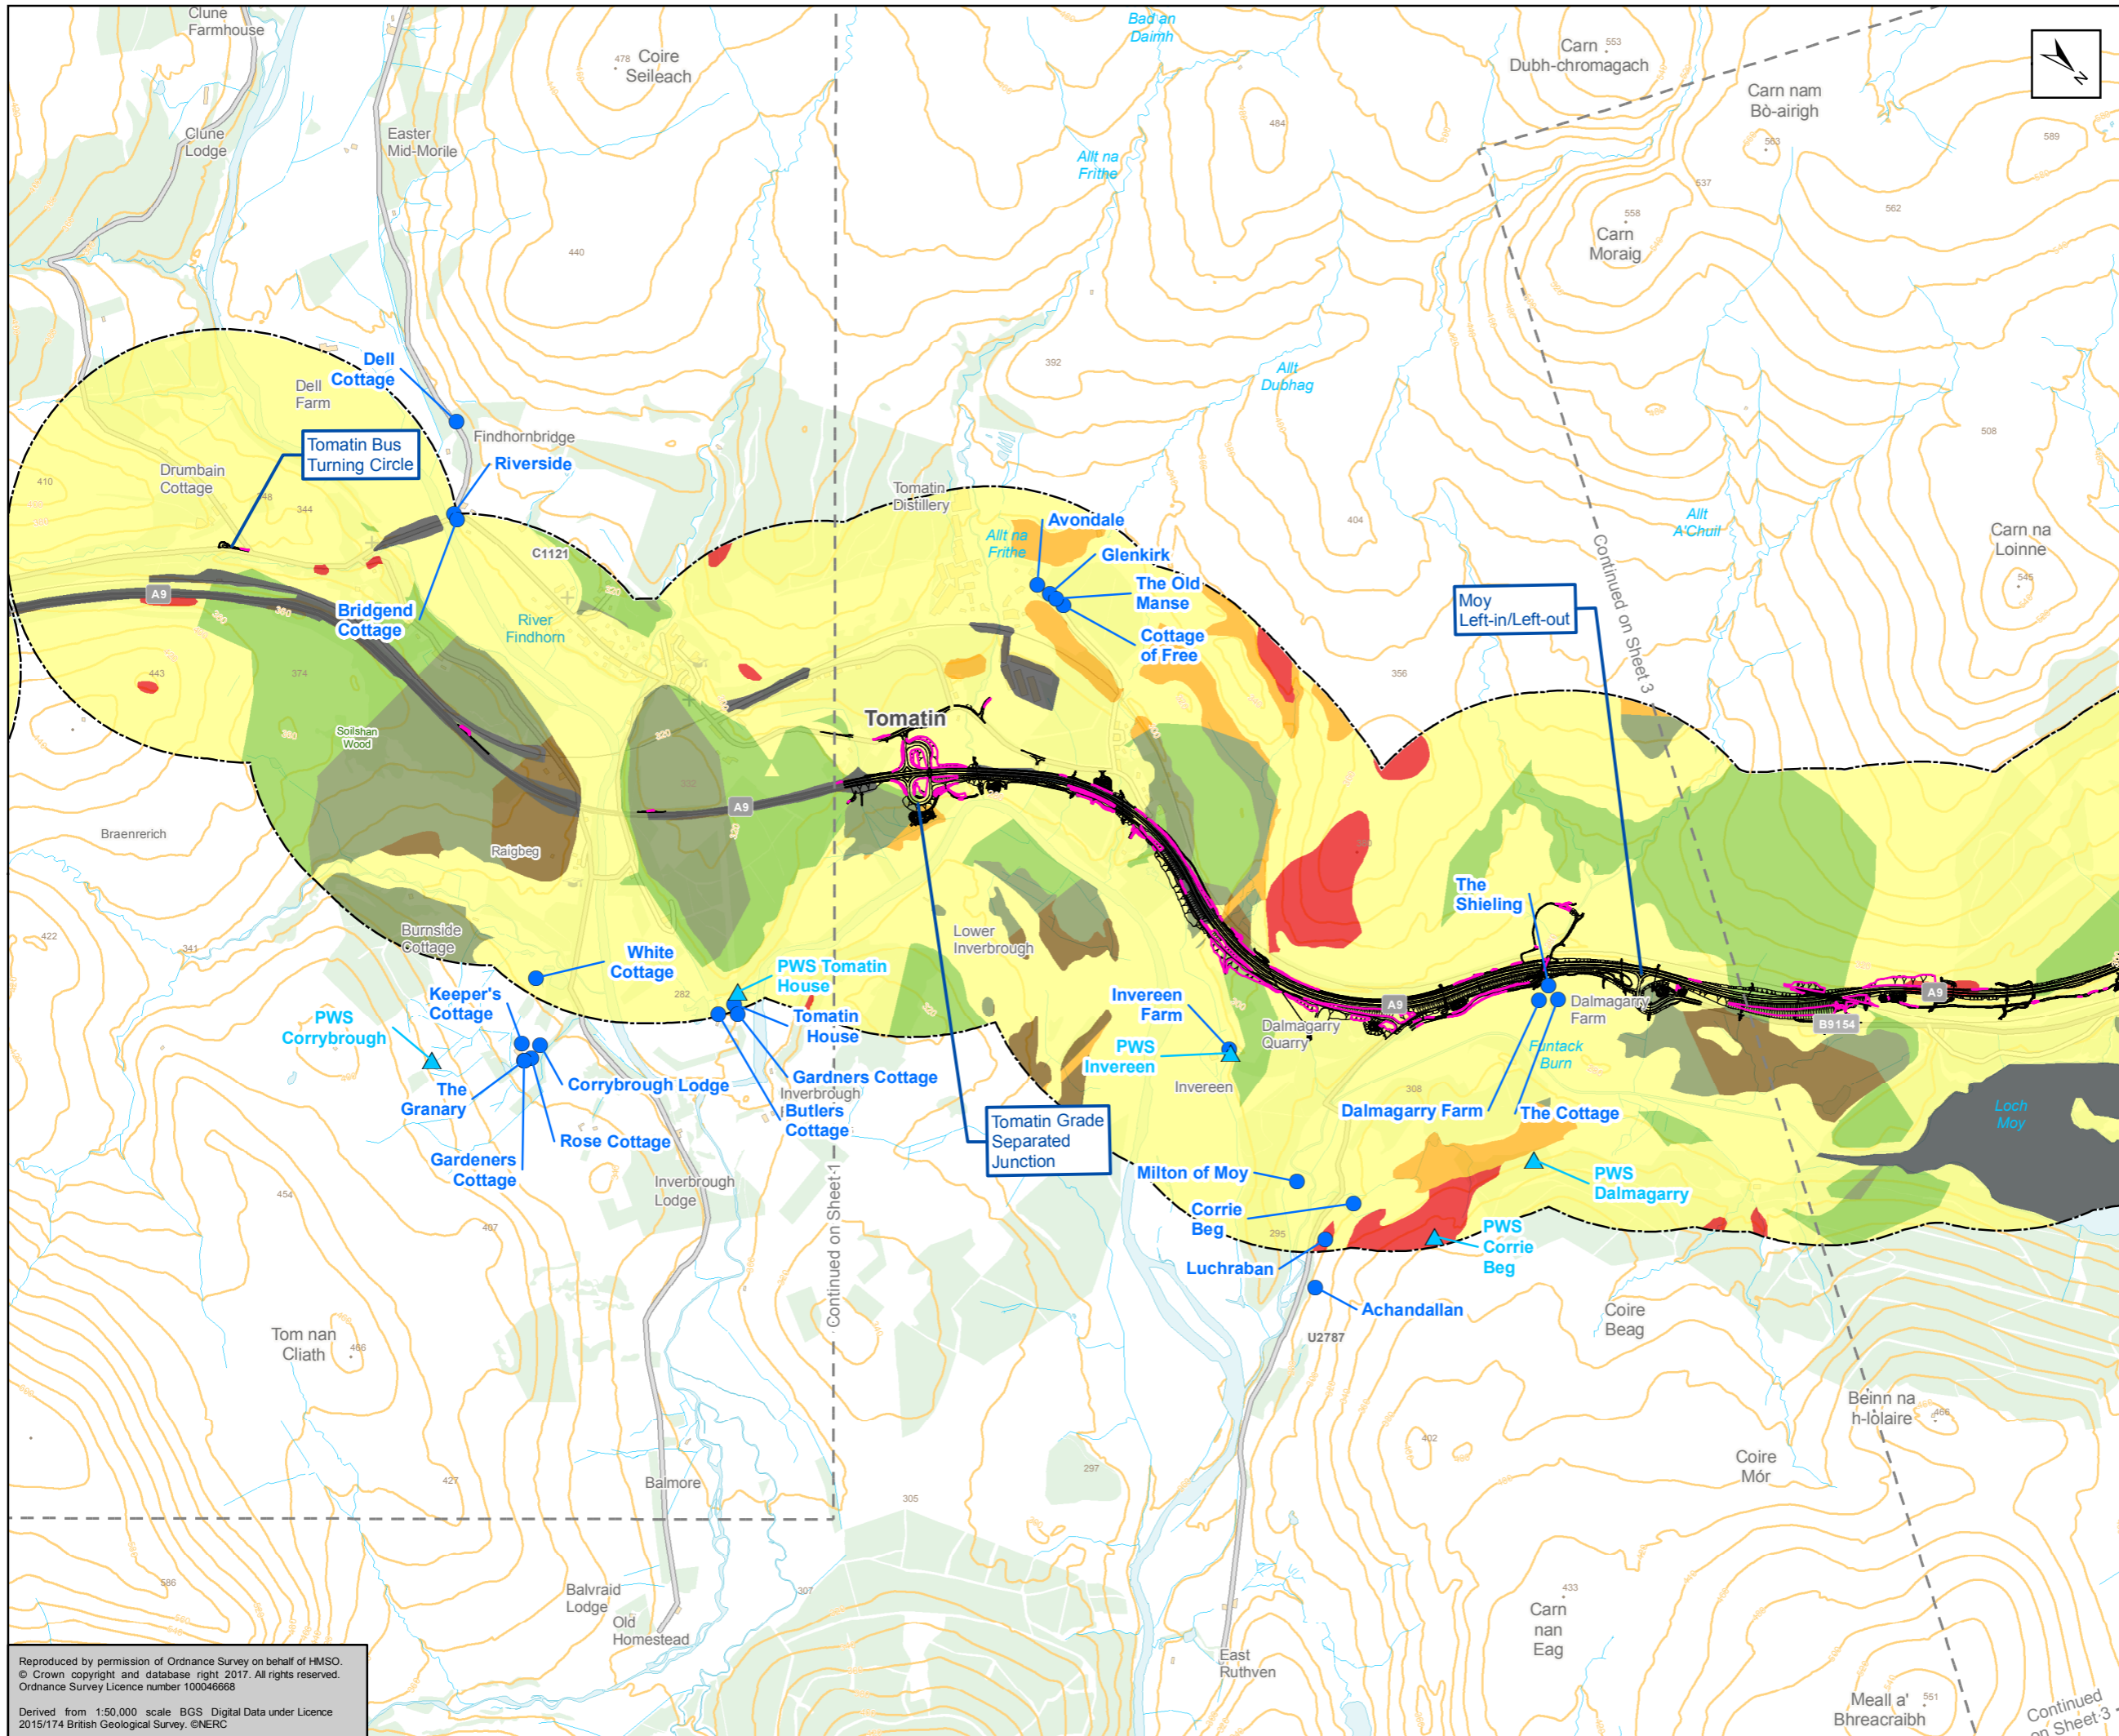 Clune
Farmhouse
478
Coire
Seileach
Bad an
Daimh
Carn
Dubh-chromagach
553
N
Carn nam
Bò-airigh
563
589
Clune
Lodge
Easter
Mid-Morile
484
Allt na
Frithe
537
558
Carn
Moraig
562
440
Dell
Cottage
Dell
Farm
392
Allt
Dubhag
508
Findhornbridge
Tomatin Bus
Turning Circle
Riverside
Drumbain
Cottage
410
348
344
Tomatin
Distillery
Avondale
404
Allt
A'Chuil
Carn na
Loinne
545
C1121
Allt na
Frithe
Glenkirk
The Old
Manse
Continued on Sheet 3
A9
Bridgend
Cottage
River
Findhorn
Moy
Left-in/Left-out
Cottage
of Free
443
374
356
Soilshan
Wood
Tomatin
332
A9
Braenrerich
Raigbeg
The
Shieling
422
341
Burnside
Cottage
Lower
Inverbrough
White
Cottage
PWS Tomatin
House
282
Keeper's
Cottage
PWS
Corrybrough
Tomatin
House
Invereen
Farm
A9
Dalmagarry
Farm
A9
B9154
Dalmagarry
Quarry
PWS
Invereen
Funtack
Burn
The
Granary
Corrybrough Lodge
Gardners Cottage
Inverbrough
Butlers
Cottage
Invereen
308
Dalmagarry Farm
The Cottage
Loch
Moy
Rose Cottage
Tomatin Grade
Separated
Junction
Gardeners
Cottage
Milton of Moy
PWS
Dalmagarry
Inverbrough
Lodge
454
407
Corrie
Beg
295
PWS
Corrie
Beg
Luchraban
Continued on Sheet 1
Achandallan
Coire
Beag
Tom nan
Cliath
466
U2787
Beinn na
h-Iolaire
466
402
Coire
Mór
427
Balmore
297
305
586
Balvraid
Lodge
307
Old
Homestead
433
Carn
nan
Eag
East
Ruthven
Meall a'
Bhreacraibh
551
Continued
on Sheet 3
Reproduced by permission of Ordnance Survey on behalf of HMSO.
© Crown copyright and database right 2017. All rights reserved.
Ordnance Survey Licence number 100046668
Derived from 1:50,000 scale BGS Digital Data under Licence
2015/174 British Geological Survey. ©NERC